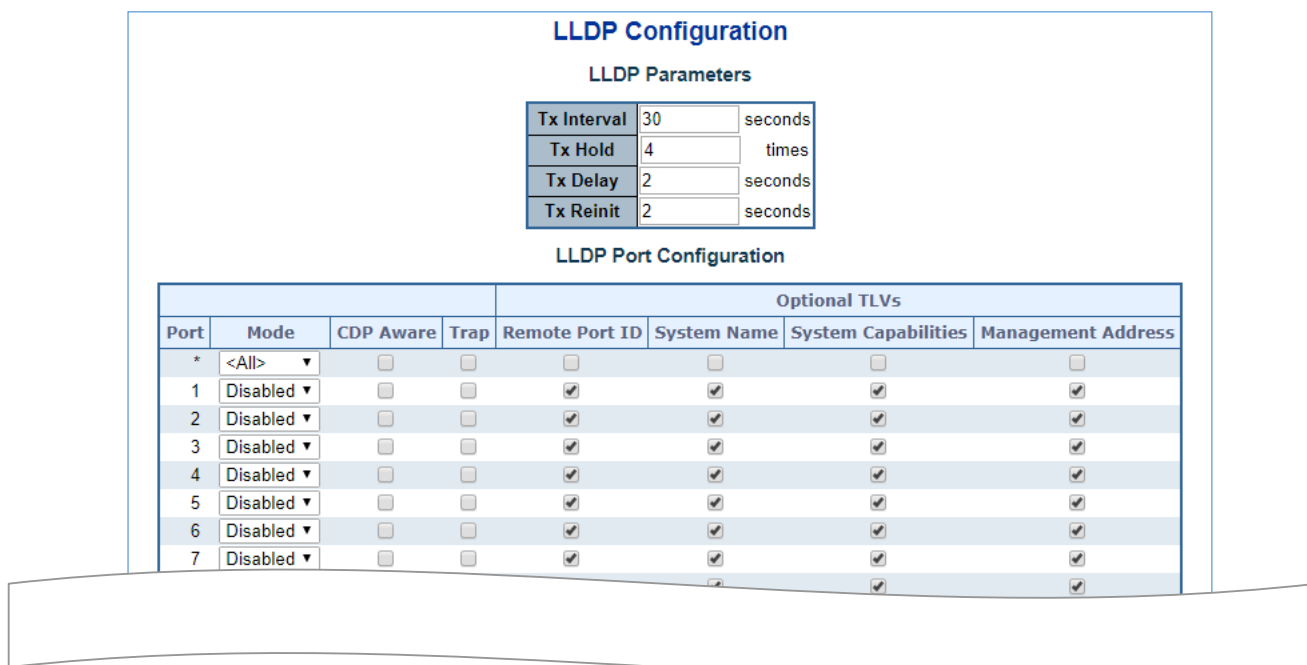 LLDP Configuration
LLDP Parameters
Tx Interval 30 seconds
Tx Hold 4 times
Tx Delay 2 seconds
Tx Reinit 2 seconds
LLDP Port Configuration
Optional TLVs
Port Mode CDP Aware Trap Remote Port ID System Name System Capabilities Management Address
* <All>
1 Disabled
2 Disabled
3 Disabled
4 Disabled
5 Disabled
6 Disabled
7 Disabled